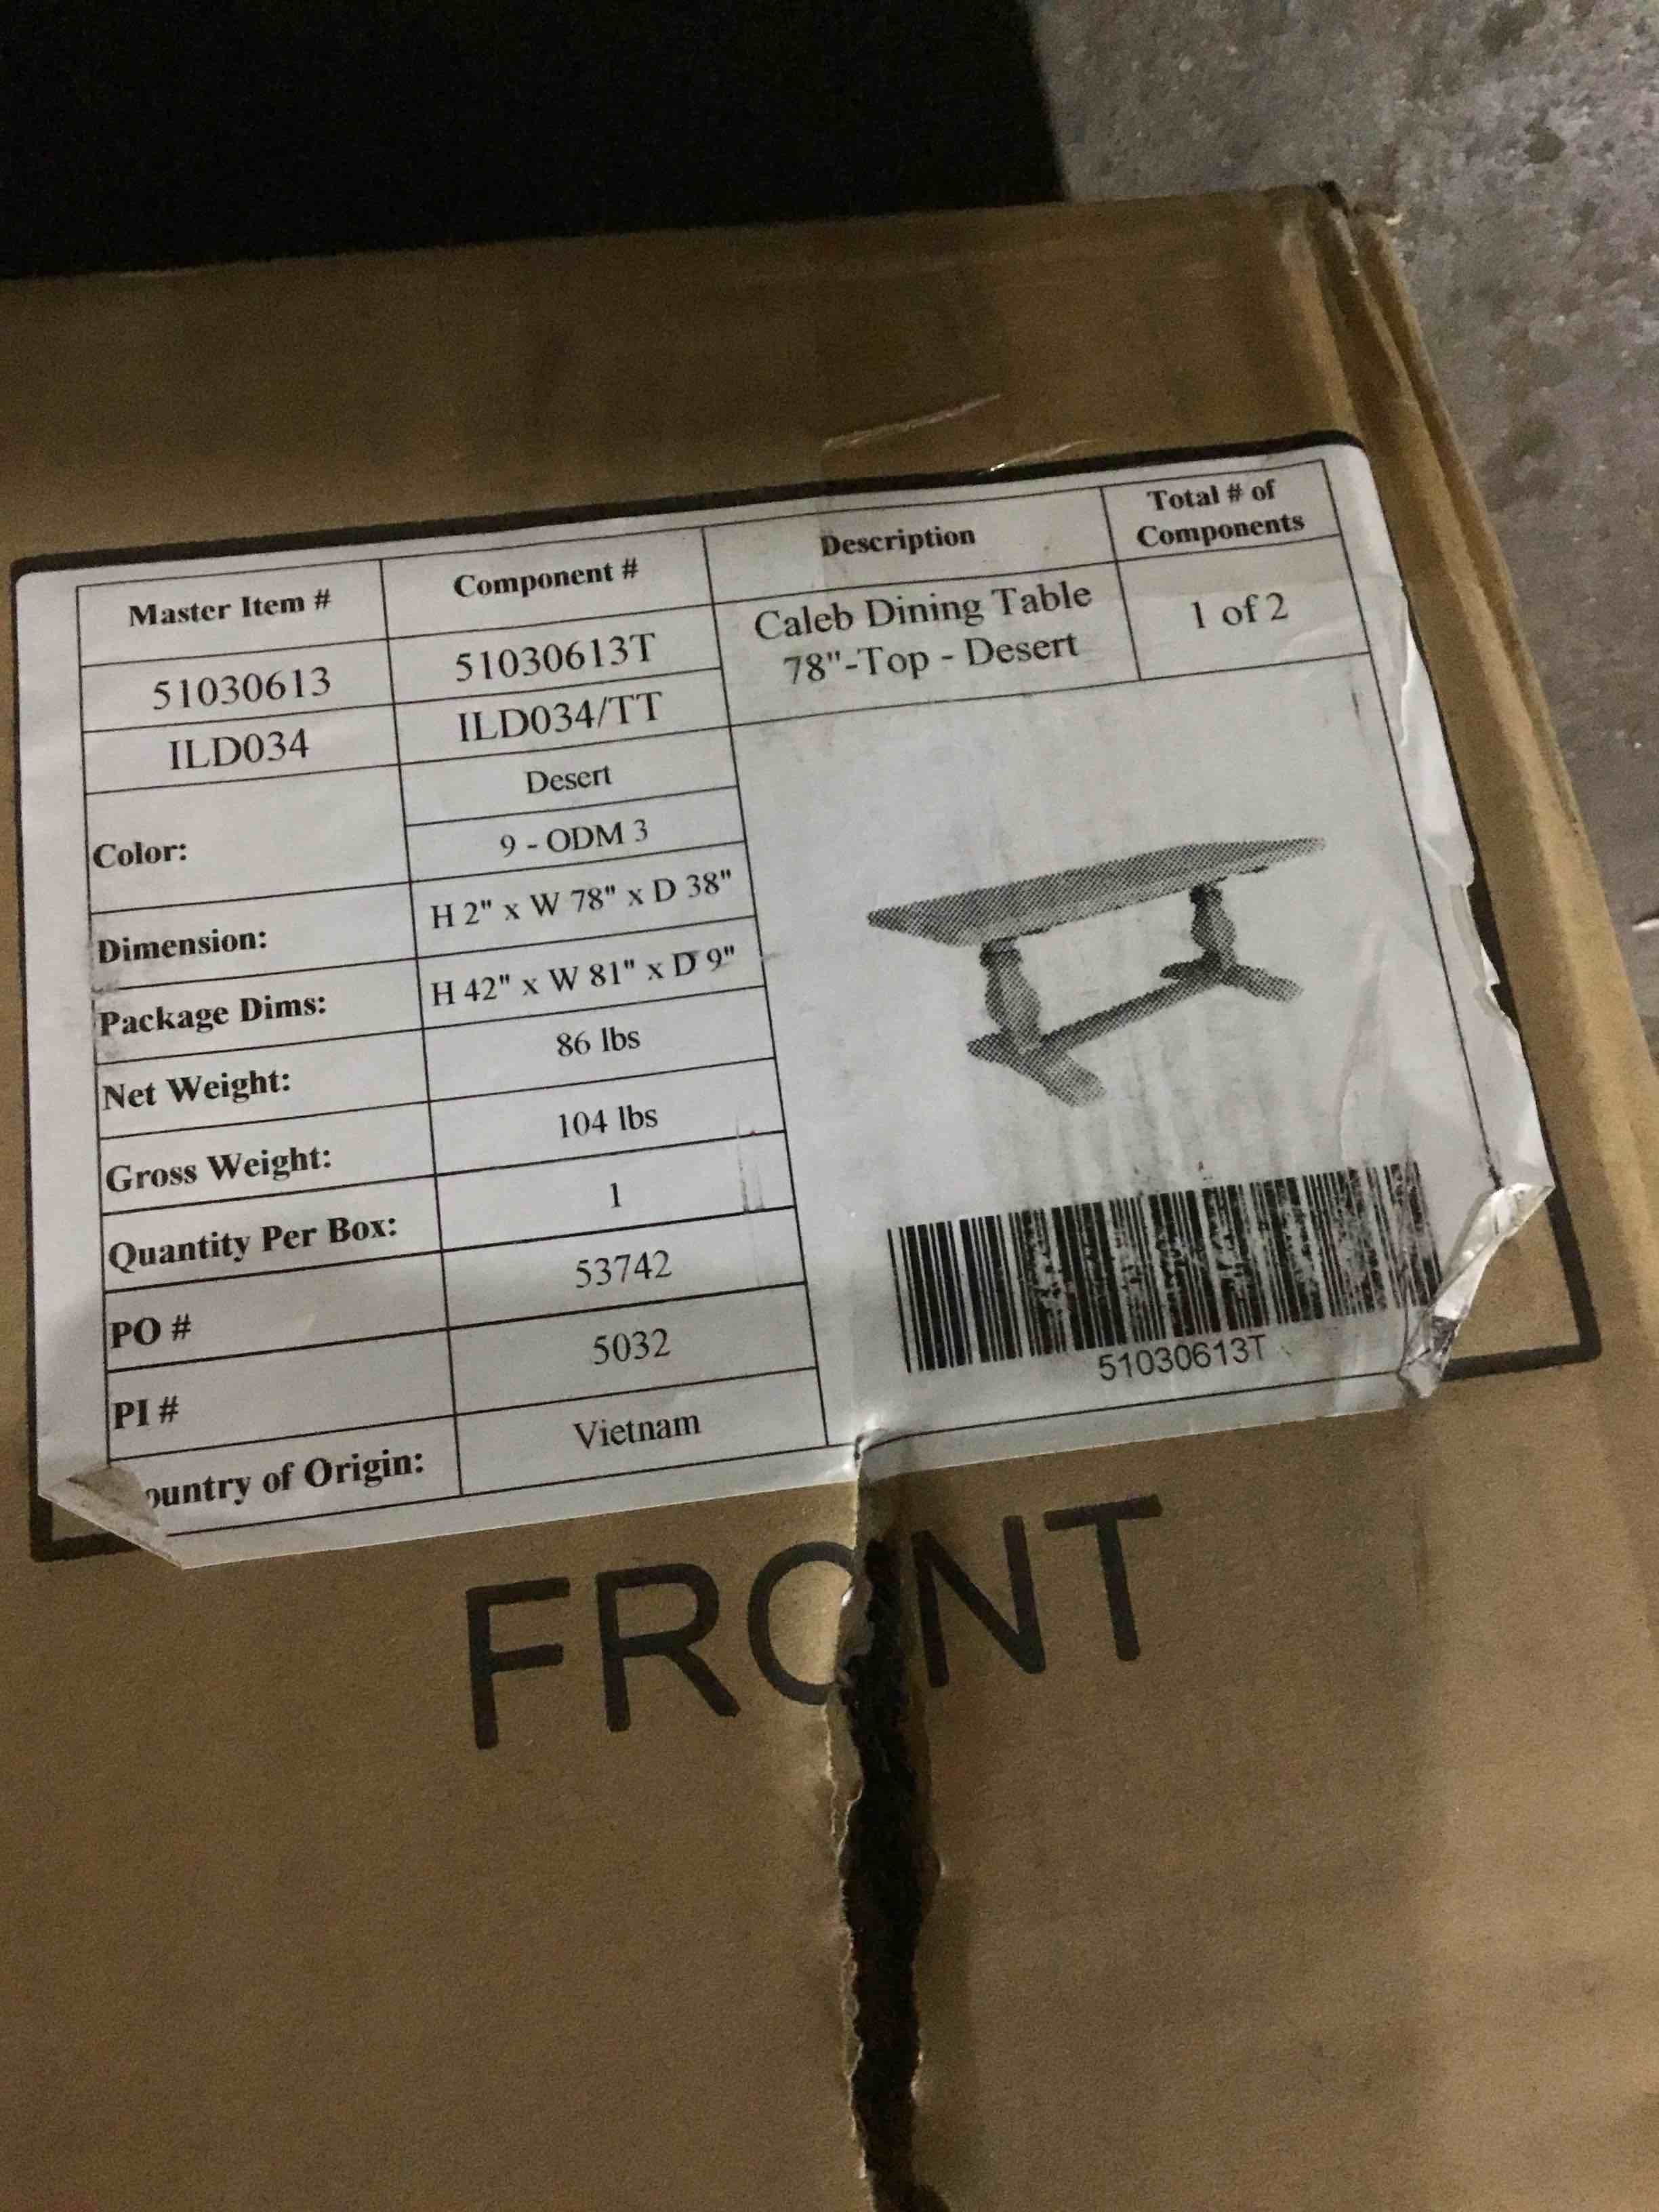 Master Item # Component # Description Total # of
Components
51030613 51030613T Caleb Dining Table 1 of 2
ILD034 ILD034/TT 78"-Top - Desert
Color: Desert
9 - ODM 3
Dimension: H 2" x W 78" x D 38"
Package Dims: H 42" x W 81" x D 9"
Net Weight: 86 lbs
Gross Weight: 104 lbs
Quantity Per Box: 1
PO # 53742
PI # 5032
ountry of Origin: Vietnam
51030613T
FRONT